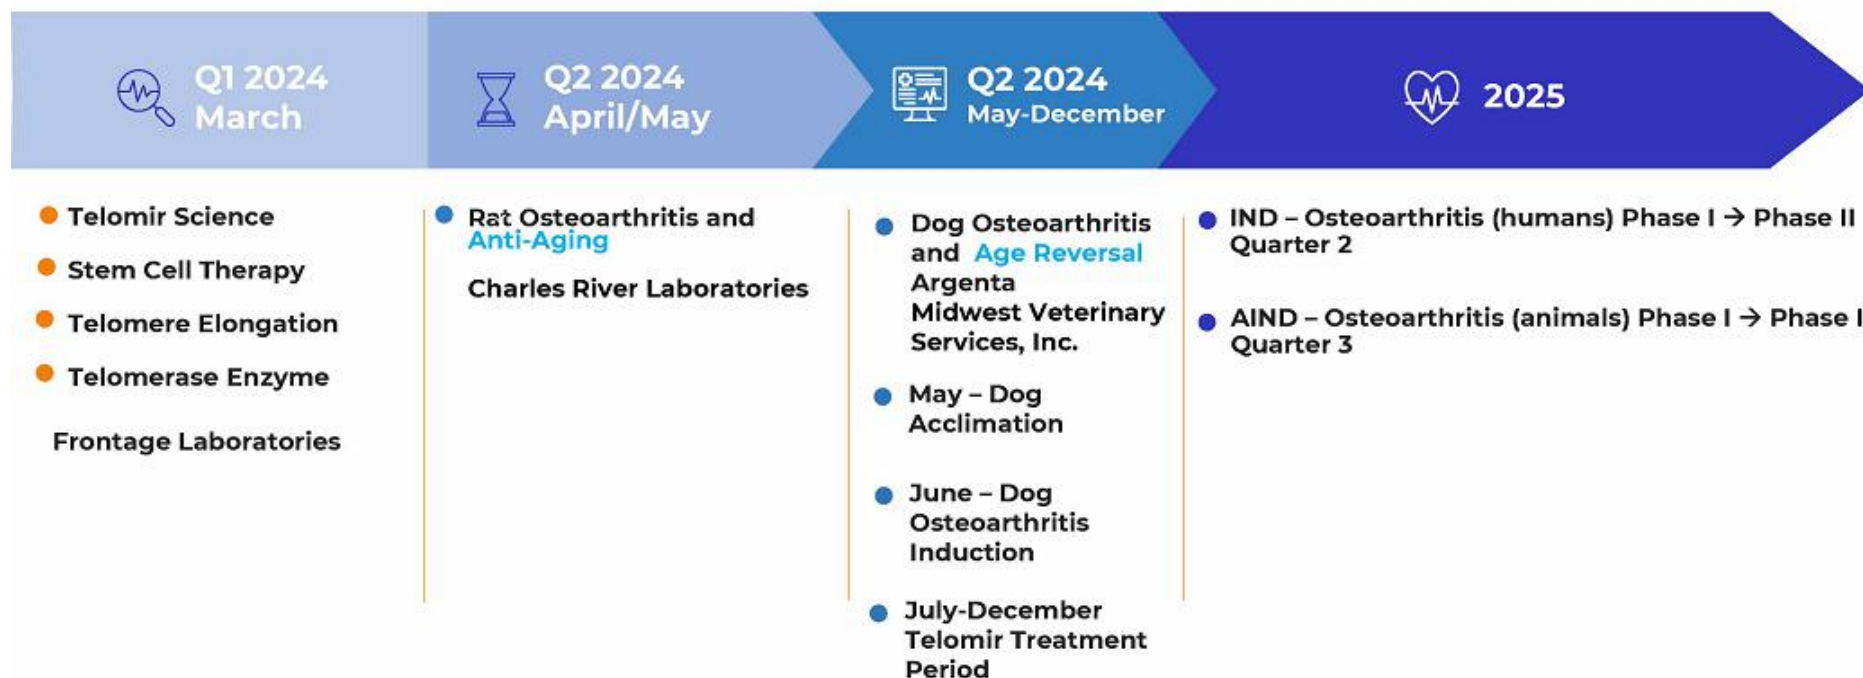 Q1 2024
March
Q2 2024
April/May
Q2 2024
May-December
2025
Telomir Science
Stem Cell Therapy
Telomere Elongation
Telomerase Enzyme
Frontage Laboratories
Rat Osteoarthritis and
Anti-Aging
Charles River Laboratories
Dog Osteoarthritis
and Age Reversal
Argenta
Midwest Veterinary
Services, Inc.
May – Dog
Acclimation
June – Dog
Osteoarthritis
Induction
July-December
Telomir Treatment
Period
IND – Osteoarthritis (humans) Phase I → Phase II
Quarter 2
AIND – Osteoarthritis (animals) Phase I → Phase I
Quarter 3